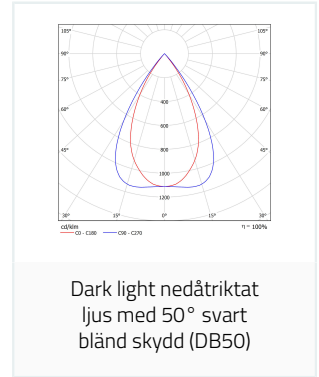 105° 105°
90° 90°
75° 75°
60° 60°
45° 45°
400
600
800
1000
1200
30° 15° 0° 15° 30°
cd/klm η = 100%
C0 - C180 C90 - C270
Dark light nedåtriktat
ljus med 50° svart
bländ skydd (DB50)